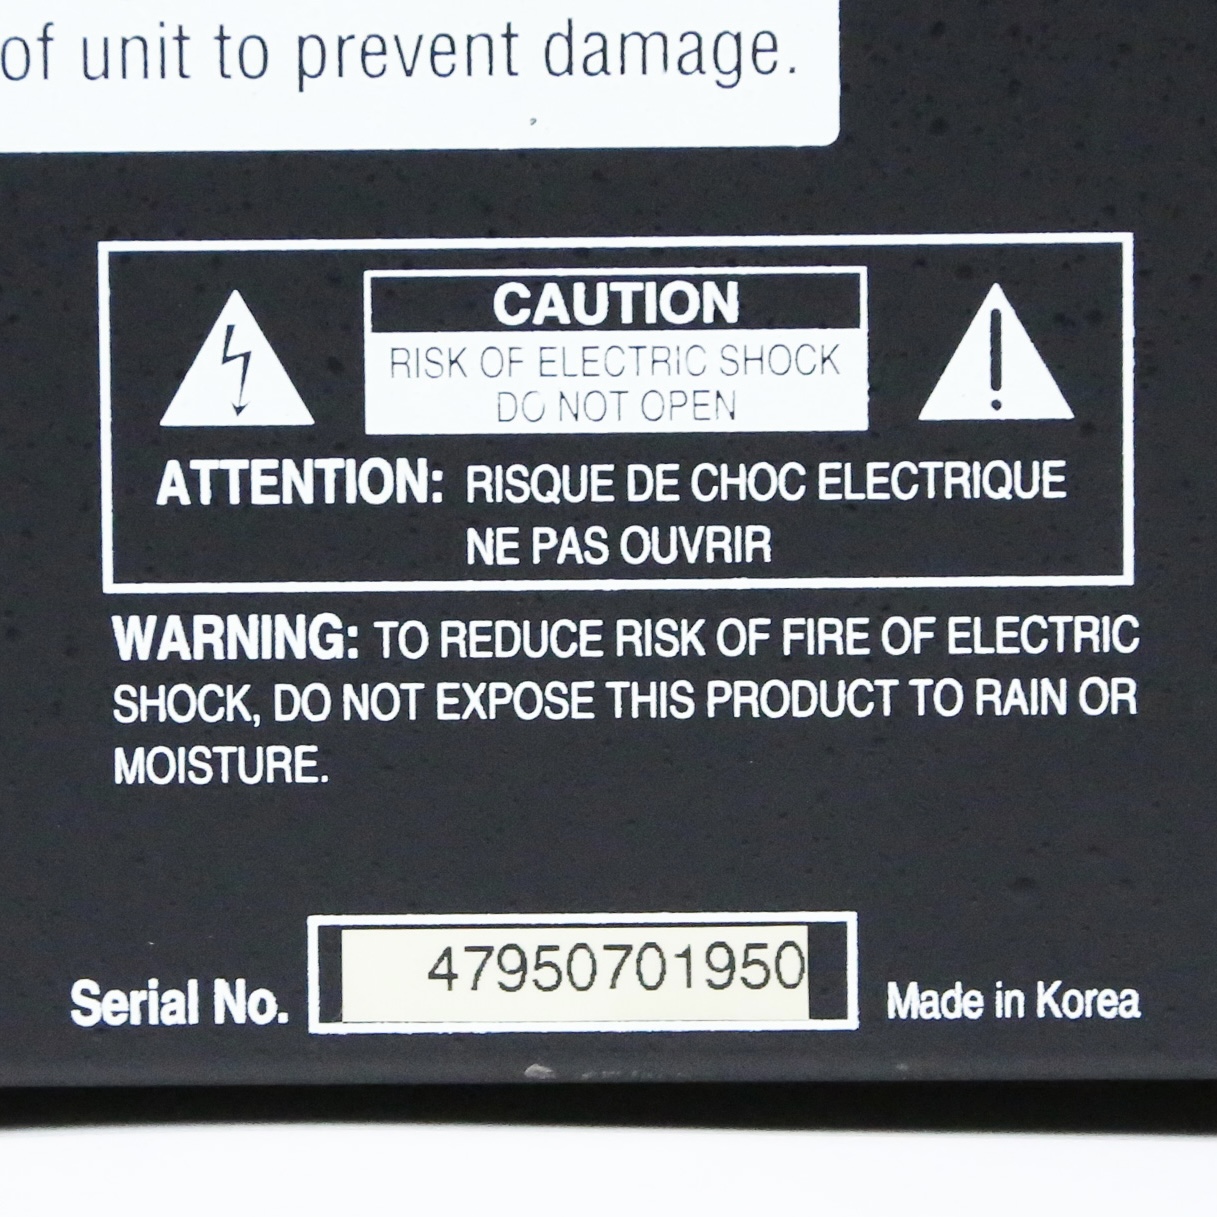 of unit to prevent damage.
CAUTION
RISK OF ELECTRIC SHOCK
DO NOT OPEN
ATTENTION: RISQUE DE CHOC ELECTRIQUE
NE PAS OUVRIR
WARNING: TO REDUCE RISK OF FIRE OF ELECTRIC
SHOCK, DO NOT EXPOSE THIS PRODUCT TO RAIN OR
MOISTURE.
Serial No. 47950701950 Made in Korea